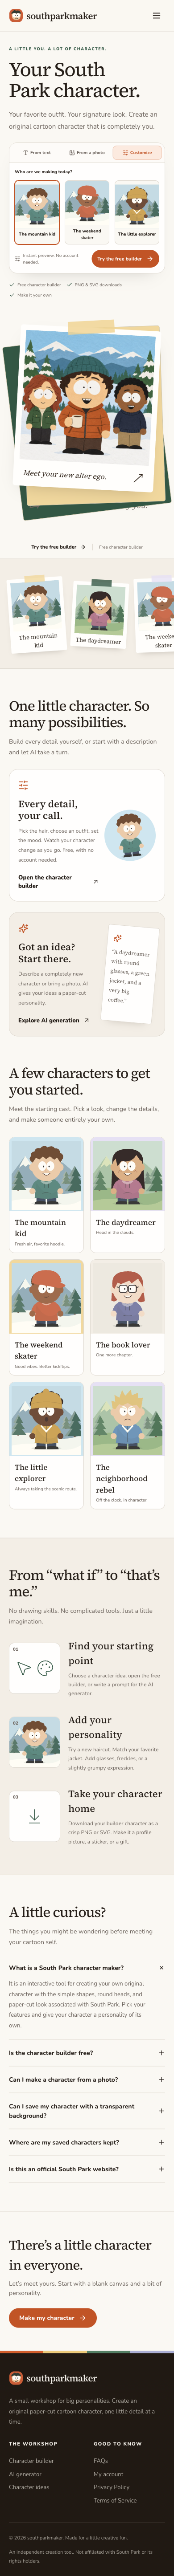 southparkmaker
A LITTLE YOU. A LOT OF CHARACTER.
Your South
Park character.
Your favorite outfit. Your signature look. Create an
original cartoon character that is completely you.
From text
From a photo
Customize
Who are we making today?
The mountain kid
The weekend
skater
The little explorer
Instant preview. No account
needed.
Try the free builder
Free character builder
PNG & SVG downloads
Make it your own
Meet your new alter ego.
Try the free builder
Free character builder
The mountain
kid
The daydreamer
The weeke
skater
One little character. So
many possibilities.
Build every detail yourself, or start with a description
and let AI take a turn.
Every detail,
your call.
Pick the hair, choose an outfit, set
the mood. Watch your character
change as you go. Free, with no
account needed.
Open the character
builder
Got an idea?
Start there.
Describe a completely new
character or bring a photo. AI
gives your ideas a paper-cut
personality.
Explore AI generation
"A daydreamer
with round
glasses, a green
jacket, and a
very big
coffee."
A few characters to get
you started.
Meet the starting cast. Pick a look, change the details,
and make someone entirely your own.
The mountain
kid
Fresh air, favorite hoodie.
The daydreamer
Head in the clouds.
The weekend
skater
Good vibes. Better kickflips.
The book lover
One more chapter.
The little
explorer
Always taking the scenic route.
The
neighborhood
rebel
Off the clock, in character.
From “what if” to “that’s
me.”
No drawing skills. No complicated tools. Just a little
imagination.
01
Find your starting
point
Choose a character idea, open the free
builder, or write a prompt for the AI
generator.
02
Add your
personality
Try a new haircut. Match your favorite
jacket. Add glasses, freckles, or a
slightly grumpy expression.
03
Take your character
home
Download your builder character as a
crisp PNG or SVG. Make it a profile
picture, a sticker, or a gift.
A little curious?
The things you might be wondering before meeting
your cartoon self.
What is a South Park character maker?
It is an interactive tool for creating your own original
character with the simple shapes, round heads, and
paper-cut look associated with South Park. Pick your
features and give your character a personality of its
own.
Is the character builder free?
Can I make a character from a photo?
Can I save my character with a transparent
background?
Where are my saved characters kept?
Is this an official South Park website?
There’s a little character
in everyone.
Let’s meet yours. Start with a blank canvas and a bit of
personality.
Make my character
southparkmaker
A small workshop for big personalities. Create an
original paper-cut cartoon character, one little detail at a
time.
THE WORKSHOP
Character builder
AI generator
Character ideas
GOOD TO KNOW
FAQs
My account
Privacy Policy
Terms of Service
© 2026 southparkmaker. Made for a little creative fun.
An independent creation tool. Not affiliated with South Park or its
rights holders.